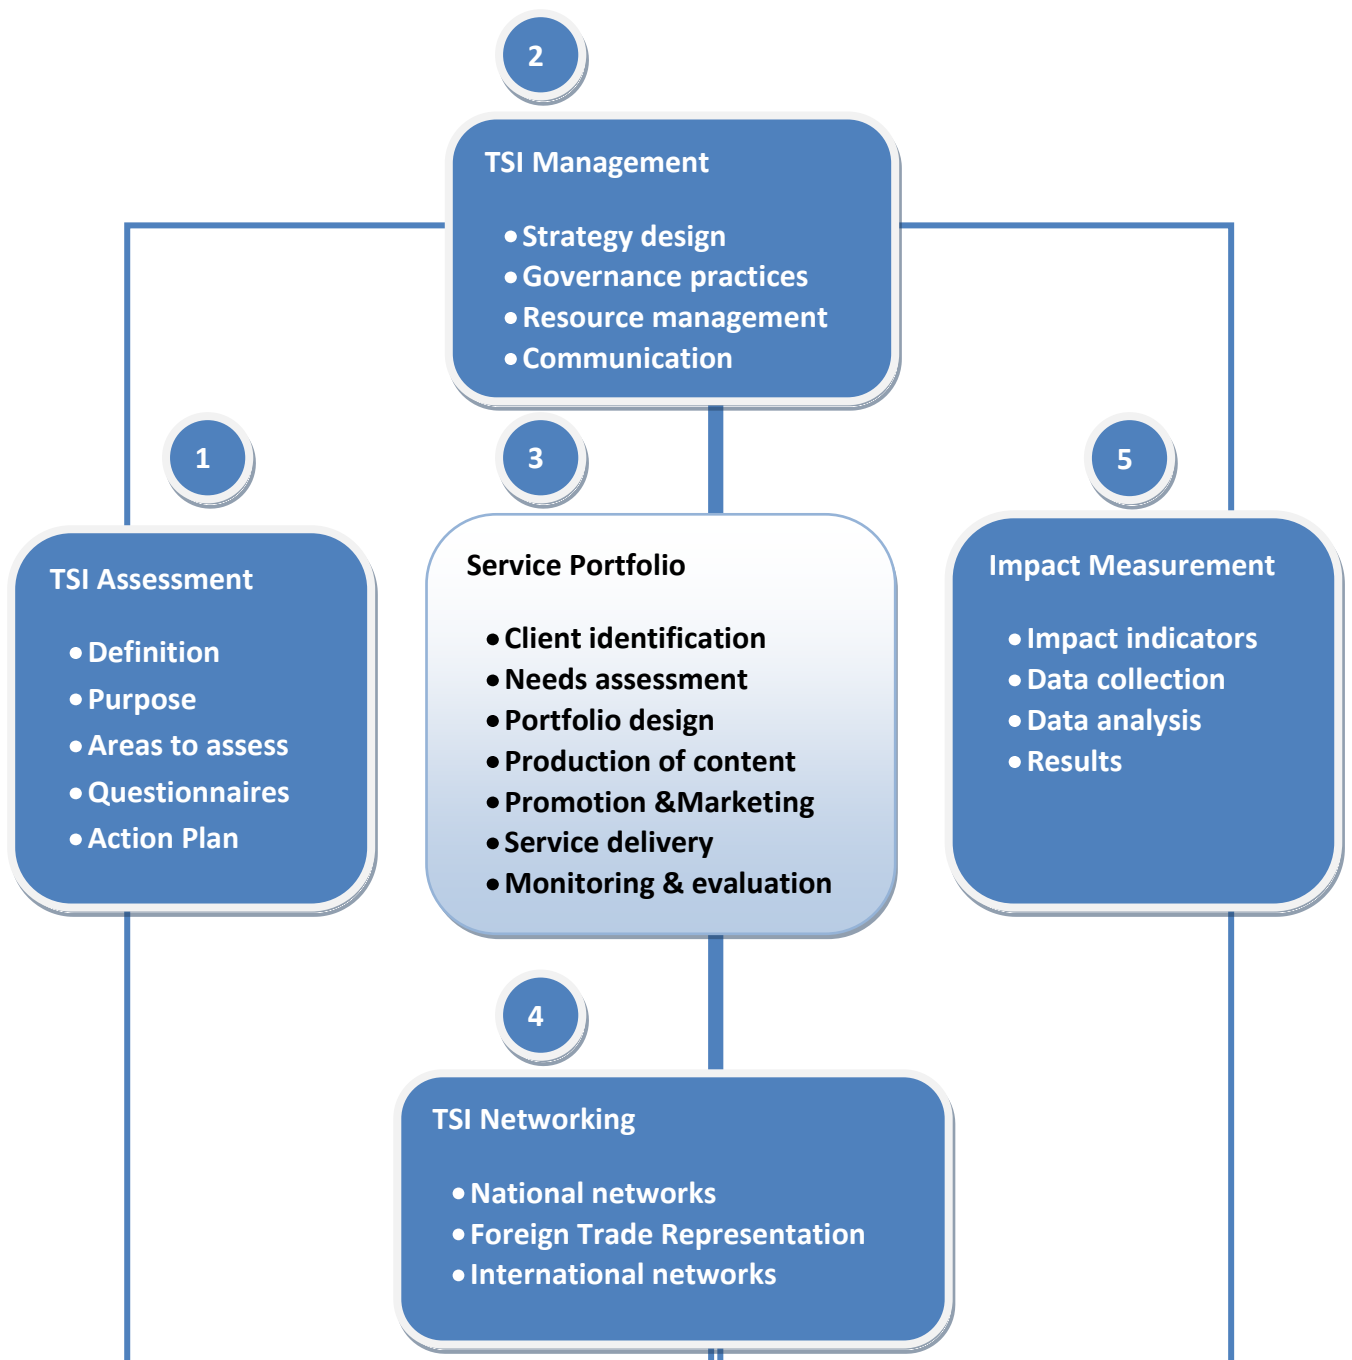 2
TSI Management
• Strategy design
• Governance practices
• Resource management
• Communication
1
TSI Assessment
• Definition
• Purpose
• Areas to assess
• Questionnaires
• Action Plan
3
Service Portfolio
• Client identification
• Needs assessment
• Portfolio design
• Production of content
• Promotion &Marketing
• Service delivery
• Monitoring & evaluation
5
Impact Measurement
• Impact indicators
• Data collection
• Data analysis
• Results
4
TSI Networking
• National networks
• Foreign Trade Representation
• International networks